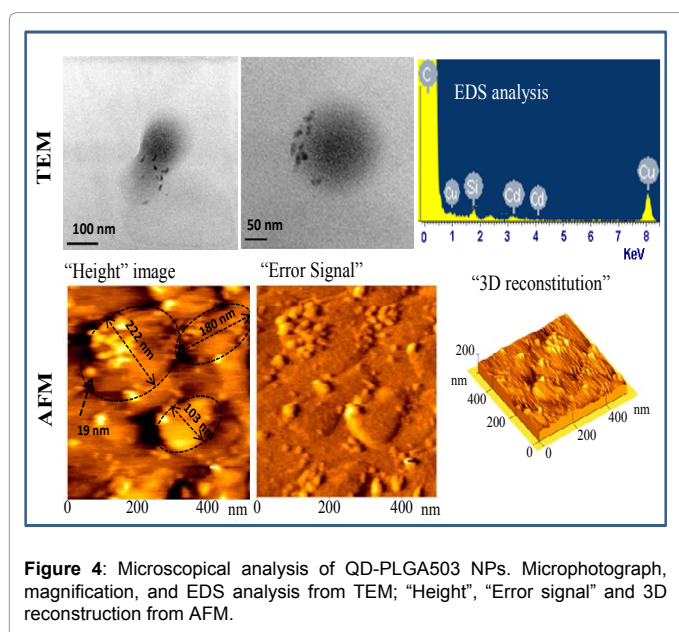 TEM
100 nm
50 nm
EDS analysis
C
Cu
Si
Cd
Cd
Cu
0 1 2 3 4 5 6 7 8
KeV
AFM
“Height” image
“Error Signal”
“3D reconstitution”
222 nm
180 nm
19 nm
103 nm
0 200 400 nm
0 200 400 nm
200
nm
400
200
0
0
200
400
nm
Figure 4: Microscopical analysis of QD-PLGA503 NPs. Microphotograph,
magnification, and EDS analysis from TEM; “Height”, “Error signal” and 3D
reconstruction from AFM.